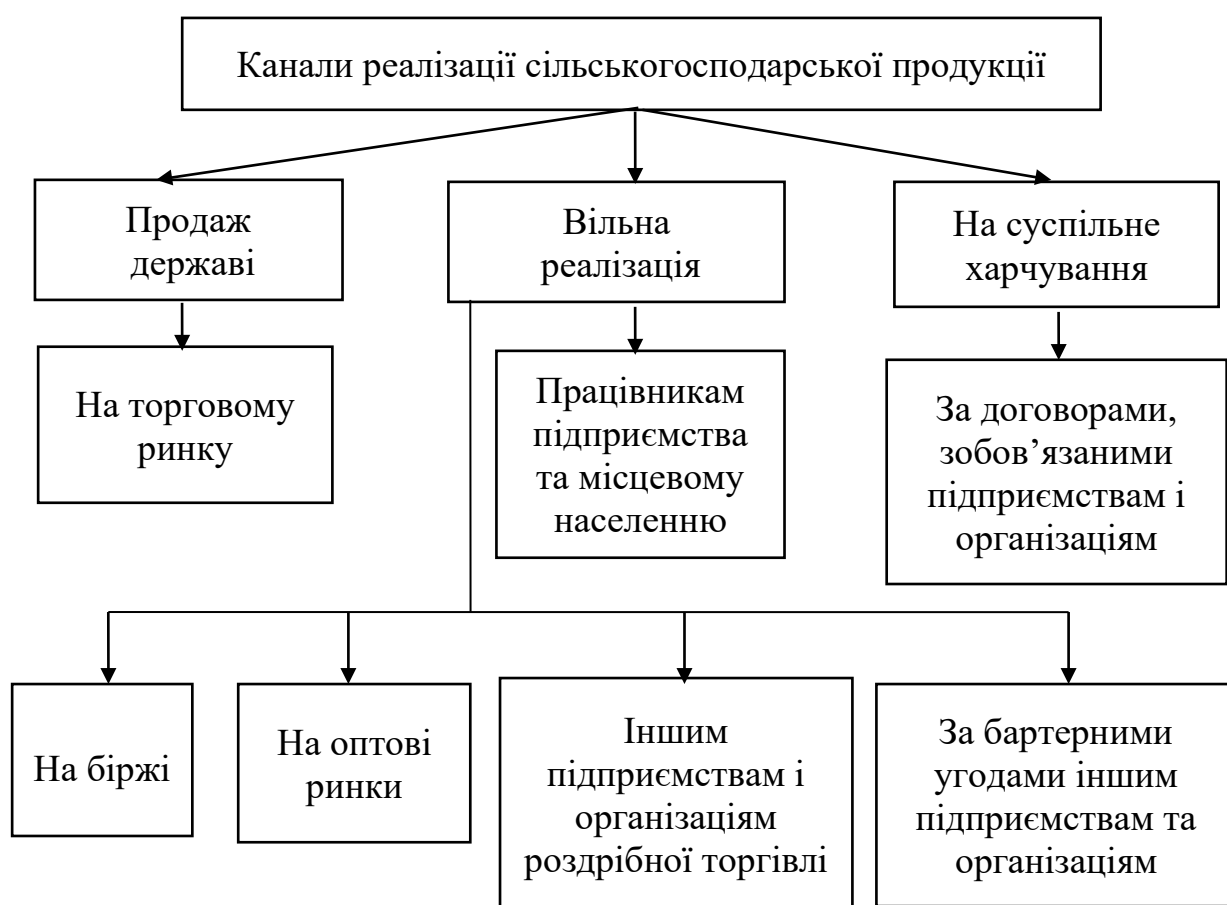 Канали реалізації сільськогосподарської продукції
Продаж
державі
Вільна
реалізація
На суспільне
харчування
На торговому
ринку
Працівникам
підприємства
та місцевому
населенню
За договорами,
зобов’язаними
підприємствам і
організаціям
На біржі
На оптові
ринки
Іншим
підприємствам і
організаціям
роздрібної торгівлі
За бартерними
угодами іншим
підприємствам та
організаціям